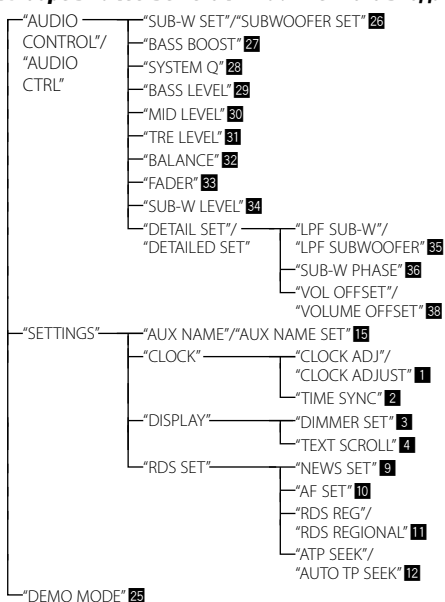 "AUDIO CONTROL"/ "AUDIO CTRL"
"SUB-W SET"/"SUBWOOFER SET" 26
"BASS BOOST" 27
"SYSTEM Q" 28
"BASS LEVEL" 29
"MID LEVEL" 30
"TRE LEVEL" 31
"BALANCE" 32
"FADER" 33
"SUB-W LEVEL" 34
"DETAIL SET"/
"DETAILED SET"
"LPF SUB-W"/
"LPF SUBWOOFER" 35
"SUB-W PHASE" 36
"VOL OFFSET"/
"VOLUME OFFSET" 38
"SETTINGS"
"AUX NAME"/"AUX NAME SET" 15
"CLOCK"
"CLOCK ADJ"/
"CLOCK ADJUST" 1
"TIME SYNC" 2
"DISPLAY"
"DIMMER SET" 3
"TEXT SCROLL" 4
"RDS SET"
"NEWS SET" 9
"AF SET" 10
"RDS REG"/
"RDS REGIONAL" 11
"ATP SEEK"/
"AUTO TP SEEK" 12
"DEMO MODE" 25